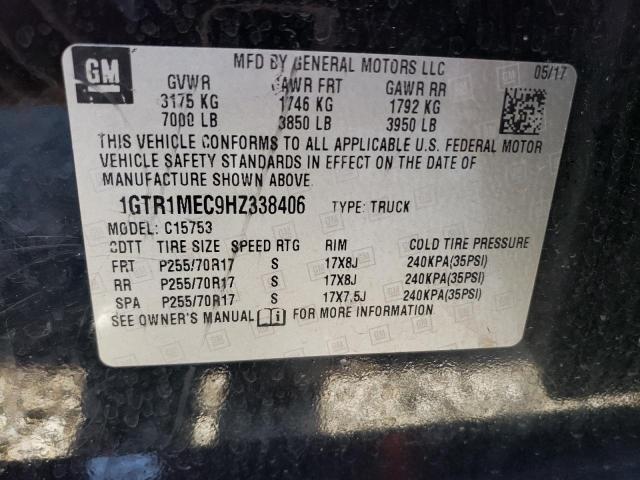 GM
MFD BY GENERAL MOTORS LLC 05/17
GVWR GAWR FRT GAWR RR
3175 KG 1746 KG 1792 KG
7000 LB 3850 LB 3950 LB
THIS VEHICLE CONFORMS TO ALL APPLICABLE U.S. FEDERAL MOTOR
VEHICLE SAFETY STANDARDS IN EFFECT ON THE DATE OF
MANUFACTURE SHOWN ABOVE.
1GTR1MEC9HZ338406 TYPE: TRUCK
MODEL: C15753
CDTT TIRE SIZE SPEED RTG RIM COLD TIRE PRESSURE
FRT P255/70R17 S 17X8J 240KPA(35PSI)
RR P255/70R17 S 17X8J 240KPA(35PSI)
SPA P255/70R17 S 17X7.5J 240KPA(35PSI)
SEE OWNER'S MANUAL FOR MORE INFORMATION